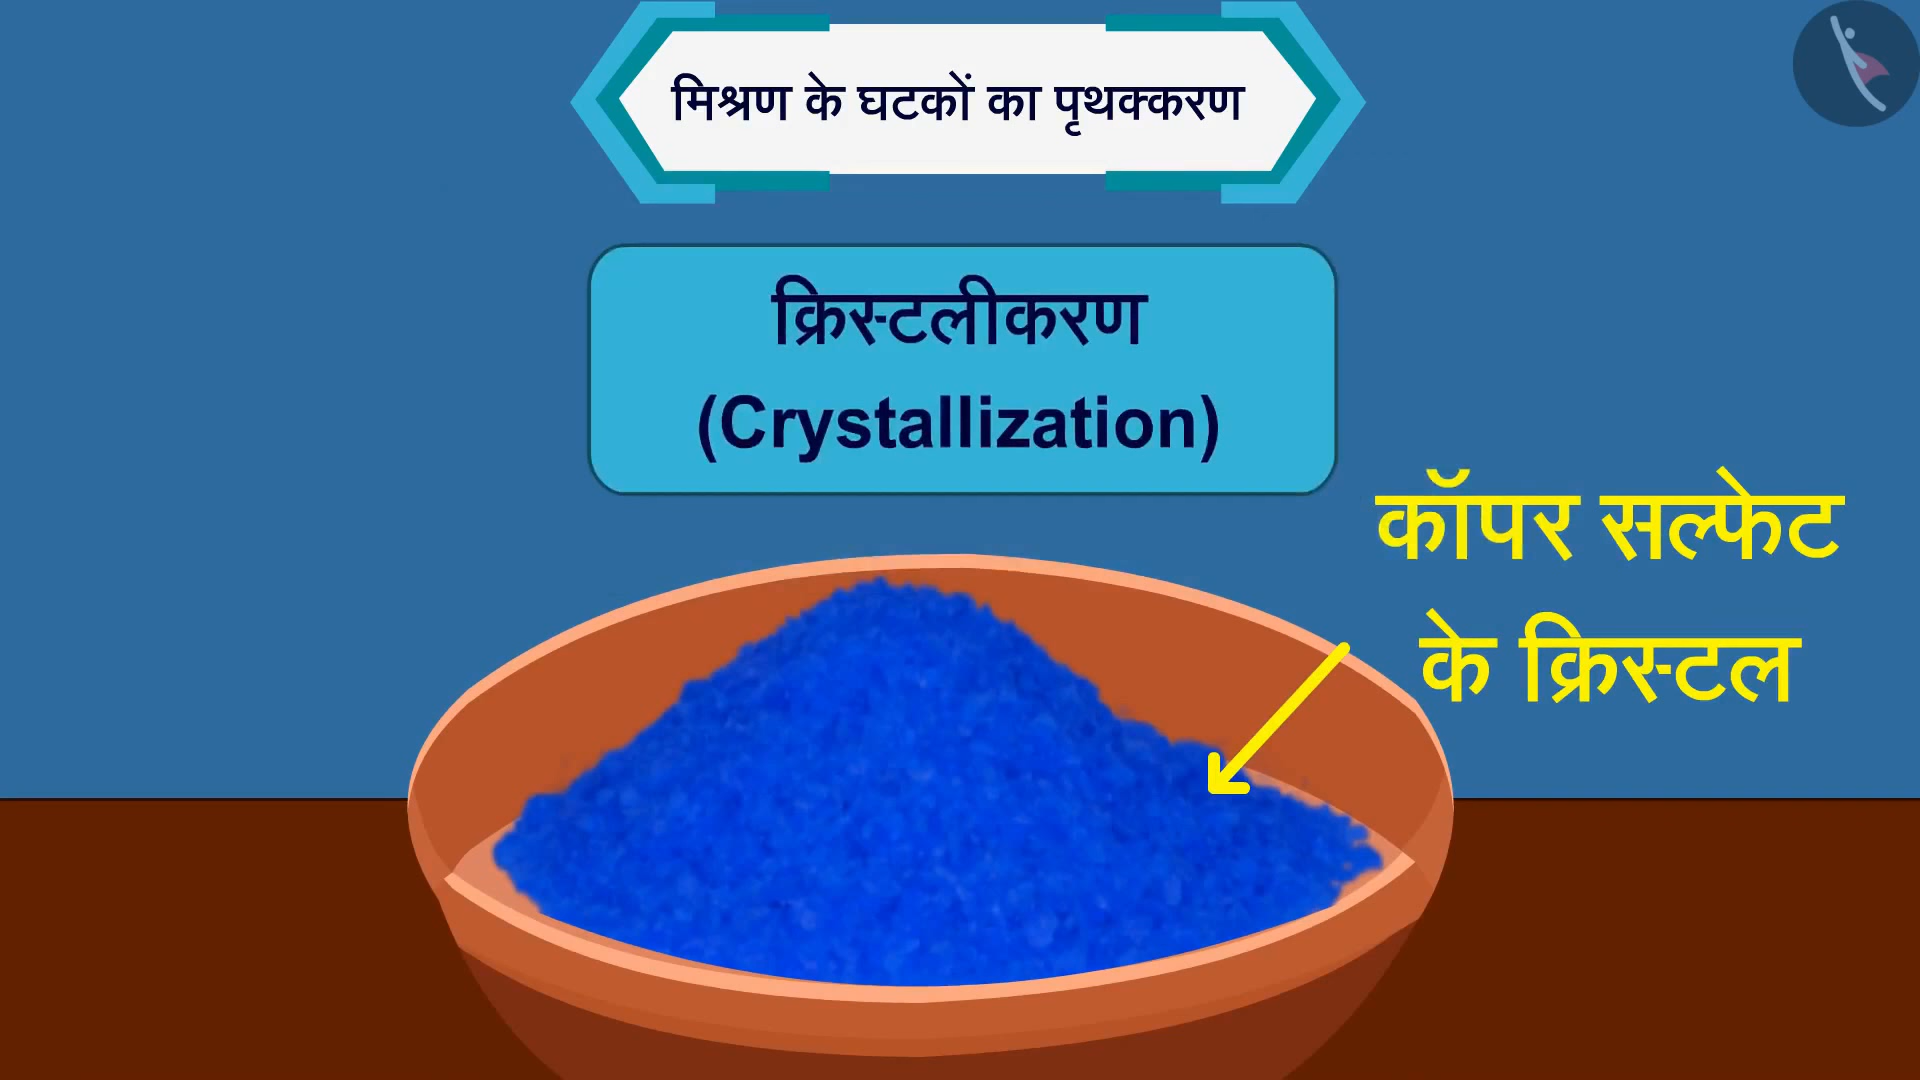 मिश्रण के घटकों का पृथक्करण
क्रिस्टलीकरण
(Crystallization)
कॉपर सल्फेट
के क्रिस्टल